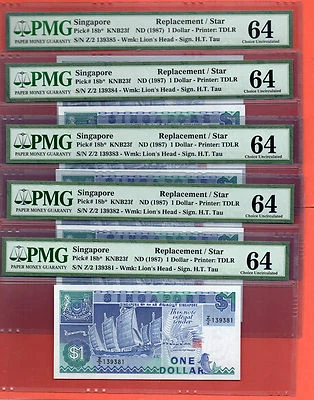 PMG
PAPER MONEY GUARANTY
Singapore Replacement / Star
Pick# 18b* KNB23f ND (1987) 1 Dollar - Printer: TDLR
S/N Z/2 139385 - Wmk: Lion's Head - Sign. H.T. Tau
64
Choice Uncirculated
PMG
PAPER MONEY GUARANTY
Singapore Replacement / Star
Pick# 18b* KNB23f ND (1987) 1 Dollar - Printer: TDLR
S/N Z/2 139384 - Wmk: Lion's Head - Sign. H.T. Tau
64
Choice Uncirculated
PMG
PAPER MONEY GUARANTY
Singapore Replacement / Star
Pick# 18b* KNB23f ND (1987) 1 Dollar - Printer: TDLR
S/N Z/2 139383 - Wmk: Lion's Head - Sign. H.T. Tau
64
Choice Uncirculated
PMG
PAPER MONEY GUARANTY
Singapore Replacement / Star
Pick# 18b* KNB23f ND (1987) 1 Dollar - Printer: TDLR
S/N Z/2 139382 - Wmk: Lion's Head - Sign. H.T. Tau
64
Choice Uncirculated
PMG
PAPER MONEY GUARANTY
Singapore Replacement / Star
Pick# 18b* KNB23f ND (1987) 1 Dollar - Printer: TDLR
S/N Z/2 139381 - Wmk: Lion's Head - Sign. H.T. Tau
64
Choice Uncirculated
SINGAPORE
$1
This note
is legal
tender
Z/2 139381
Z/2 139381
$1
ONE
DOLLAR